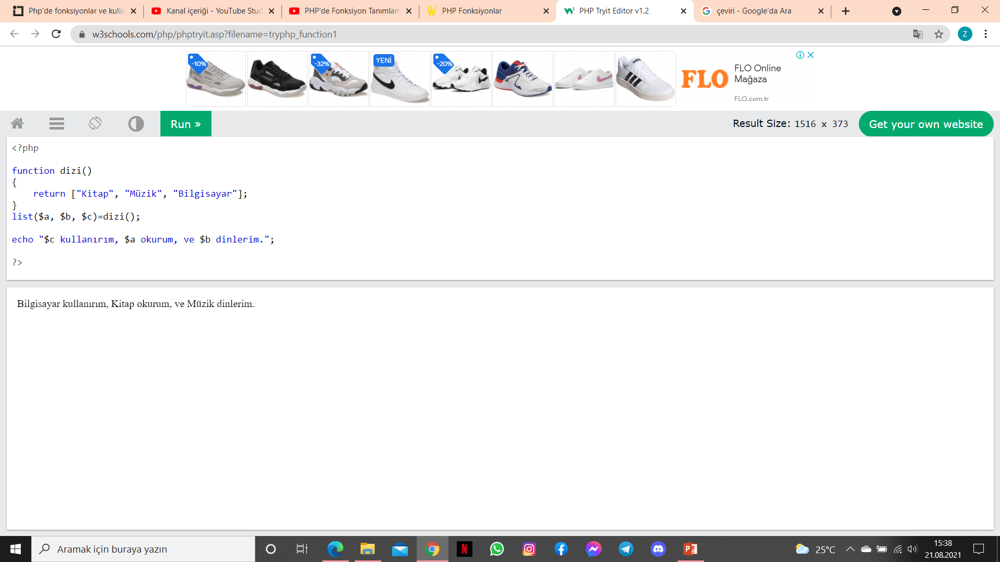 Php'de fonksiyonlar ve kulla
Kanal içeriği - YouTube Stud
PHP'de Fonksiyon Tanımlam
PHP Fonksiyonlar
PHP Tryit Editor v1.2
çeviri - Google'da Ara
w3schools.com/php/phptryit.asp?filename=tryphp_function1
Z
-10%
-32%
YENİ
-20%
adidas
FLO
FLO Online
Mağaza
FLO.com.tr
Run »
Result Size: 1516 x 373
Get your own website
<?php
function dizi()
{
return ["Kitap", "Müzik", "Bilgisayar"];
}
list($a, $b, $c)=dizi();
echo "$c kullanırım, $a okurum, ve $b dinlerim.";
?>
Bilgisayar kullanırım, Kitap okurum, ve Müzik dinlerim.
Aramak için buraya yazın
25°C
15:38
21.08.2021